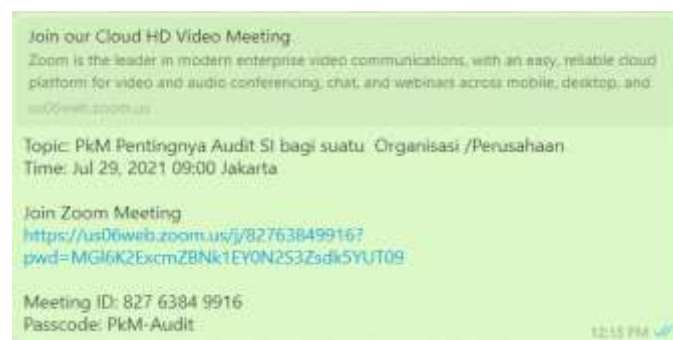 Join our Cloud HD Video Meeting
Zoom is the leader in modern enterprise video communications, with an easy, reliable cloud
platform for video and audio conferencing, chat, and webinars across mobile, desktop, and
us06web.zoom.us
Topic: PkM Pentingnya Audit SI bagi suatu Organisasi /Perusahaan
Time: Jul 29, 2021 09:00 Jakarta
Join Zoom Meeting
https://us06web.zoom.us/j/82763849916?
Meeting ID: 827 6384 9916
Passcode: PkM-Audit
12:15 PM